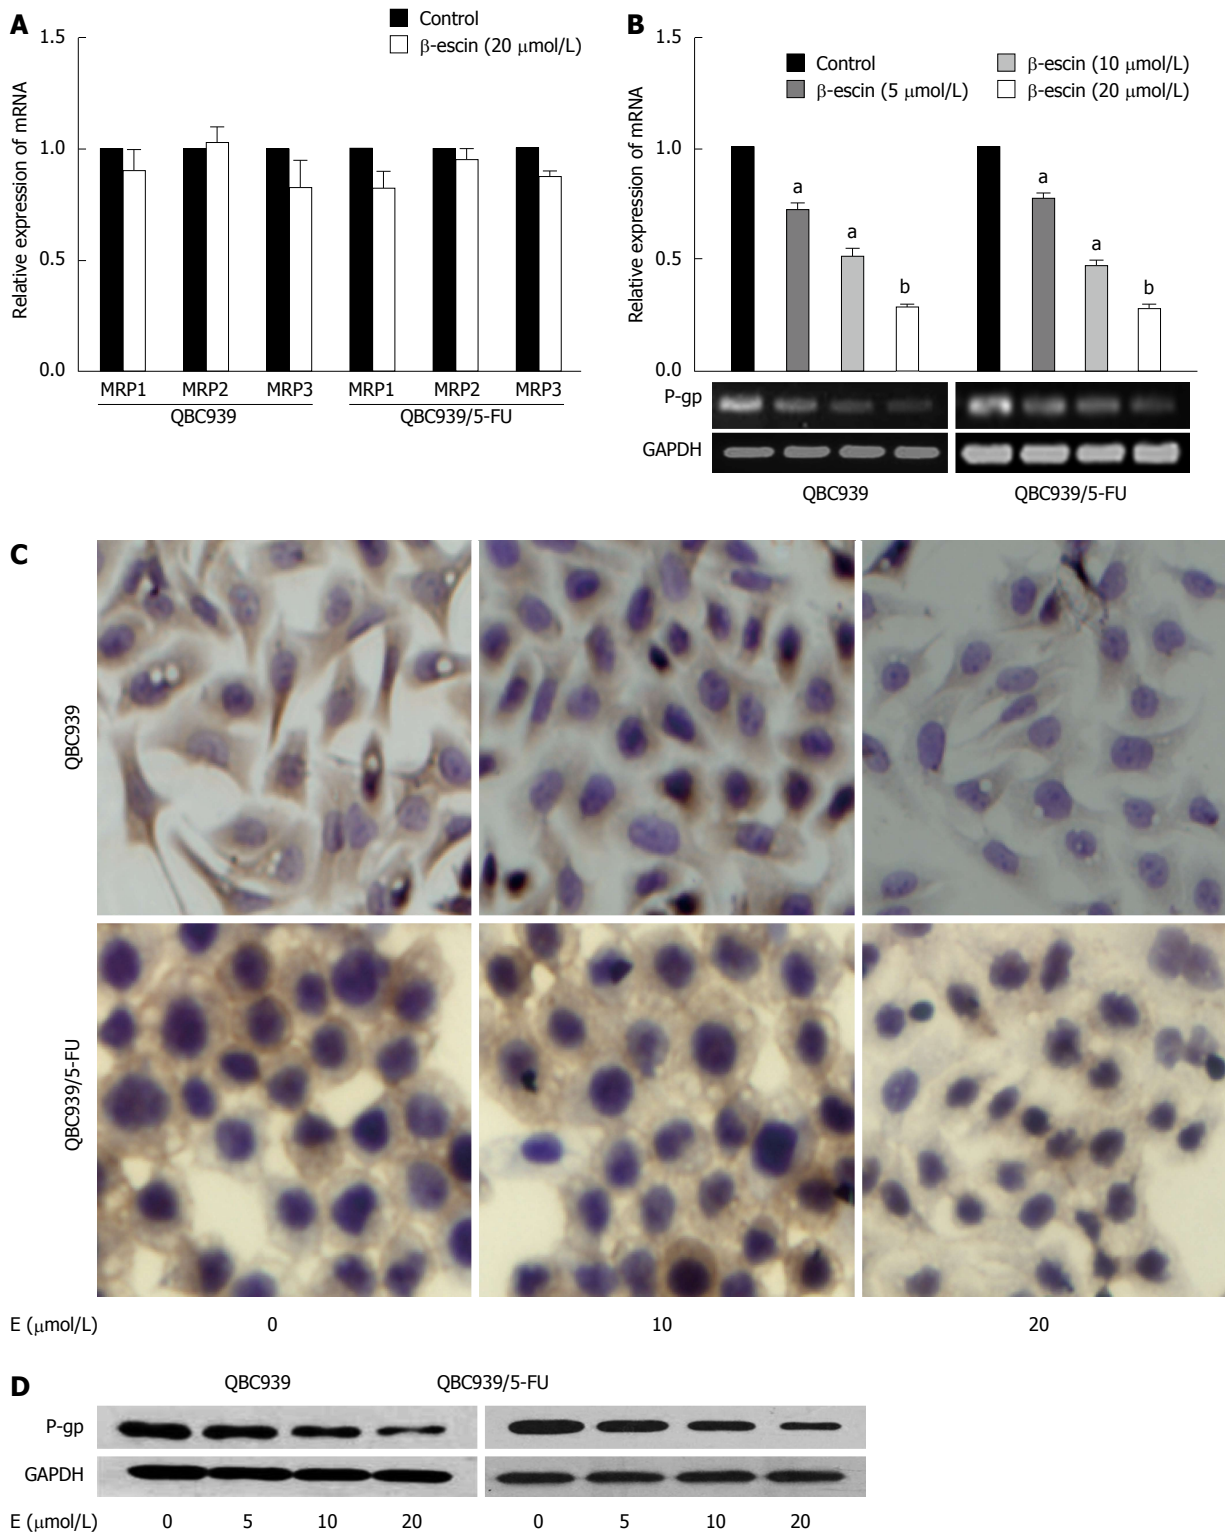 A
Control
β-escin (20 μmol/L)
1.5
1.0
0.5
0.0
Relative expression of mRNA
MRP1 MRP2 MRP3 MRP1 MRP2 MRP3
QBC939 QBC939/5-FU
B
Control
β-escin (5 μmol/L)
β-escin (10 μmol/L)
β-escin (20 μmol/L)
1.5
1.0
0.5
0.0
Relative expression of mRNA
a a b a a b
P-gp
GAPDH
QBC939 QBC939/5-FU
C
QBC939
QBC939/5-FU
E (μmol/L) 0 10 20
D
QBC939 QBC939/5-FU
P-gp
GAPDH
E (μmol/L) 0 5 10 20 0 5 10 20